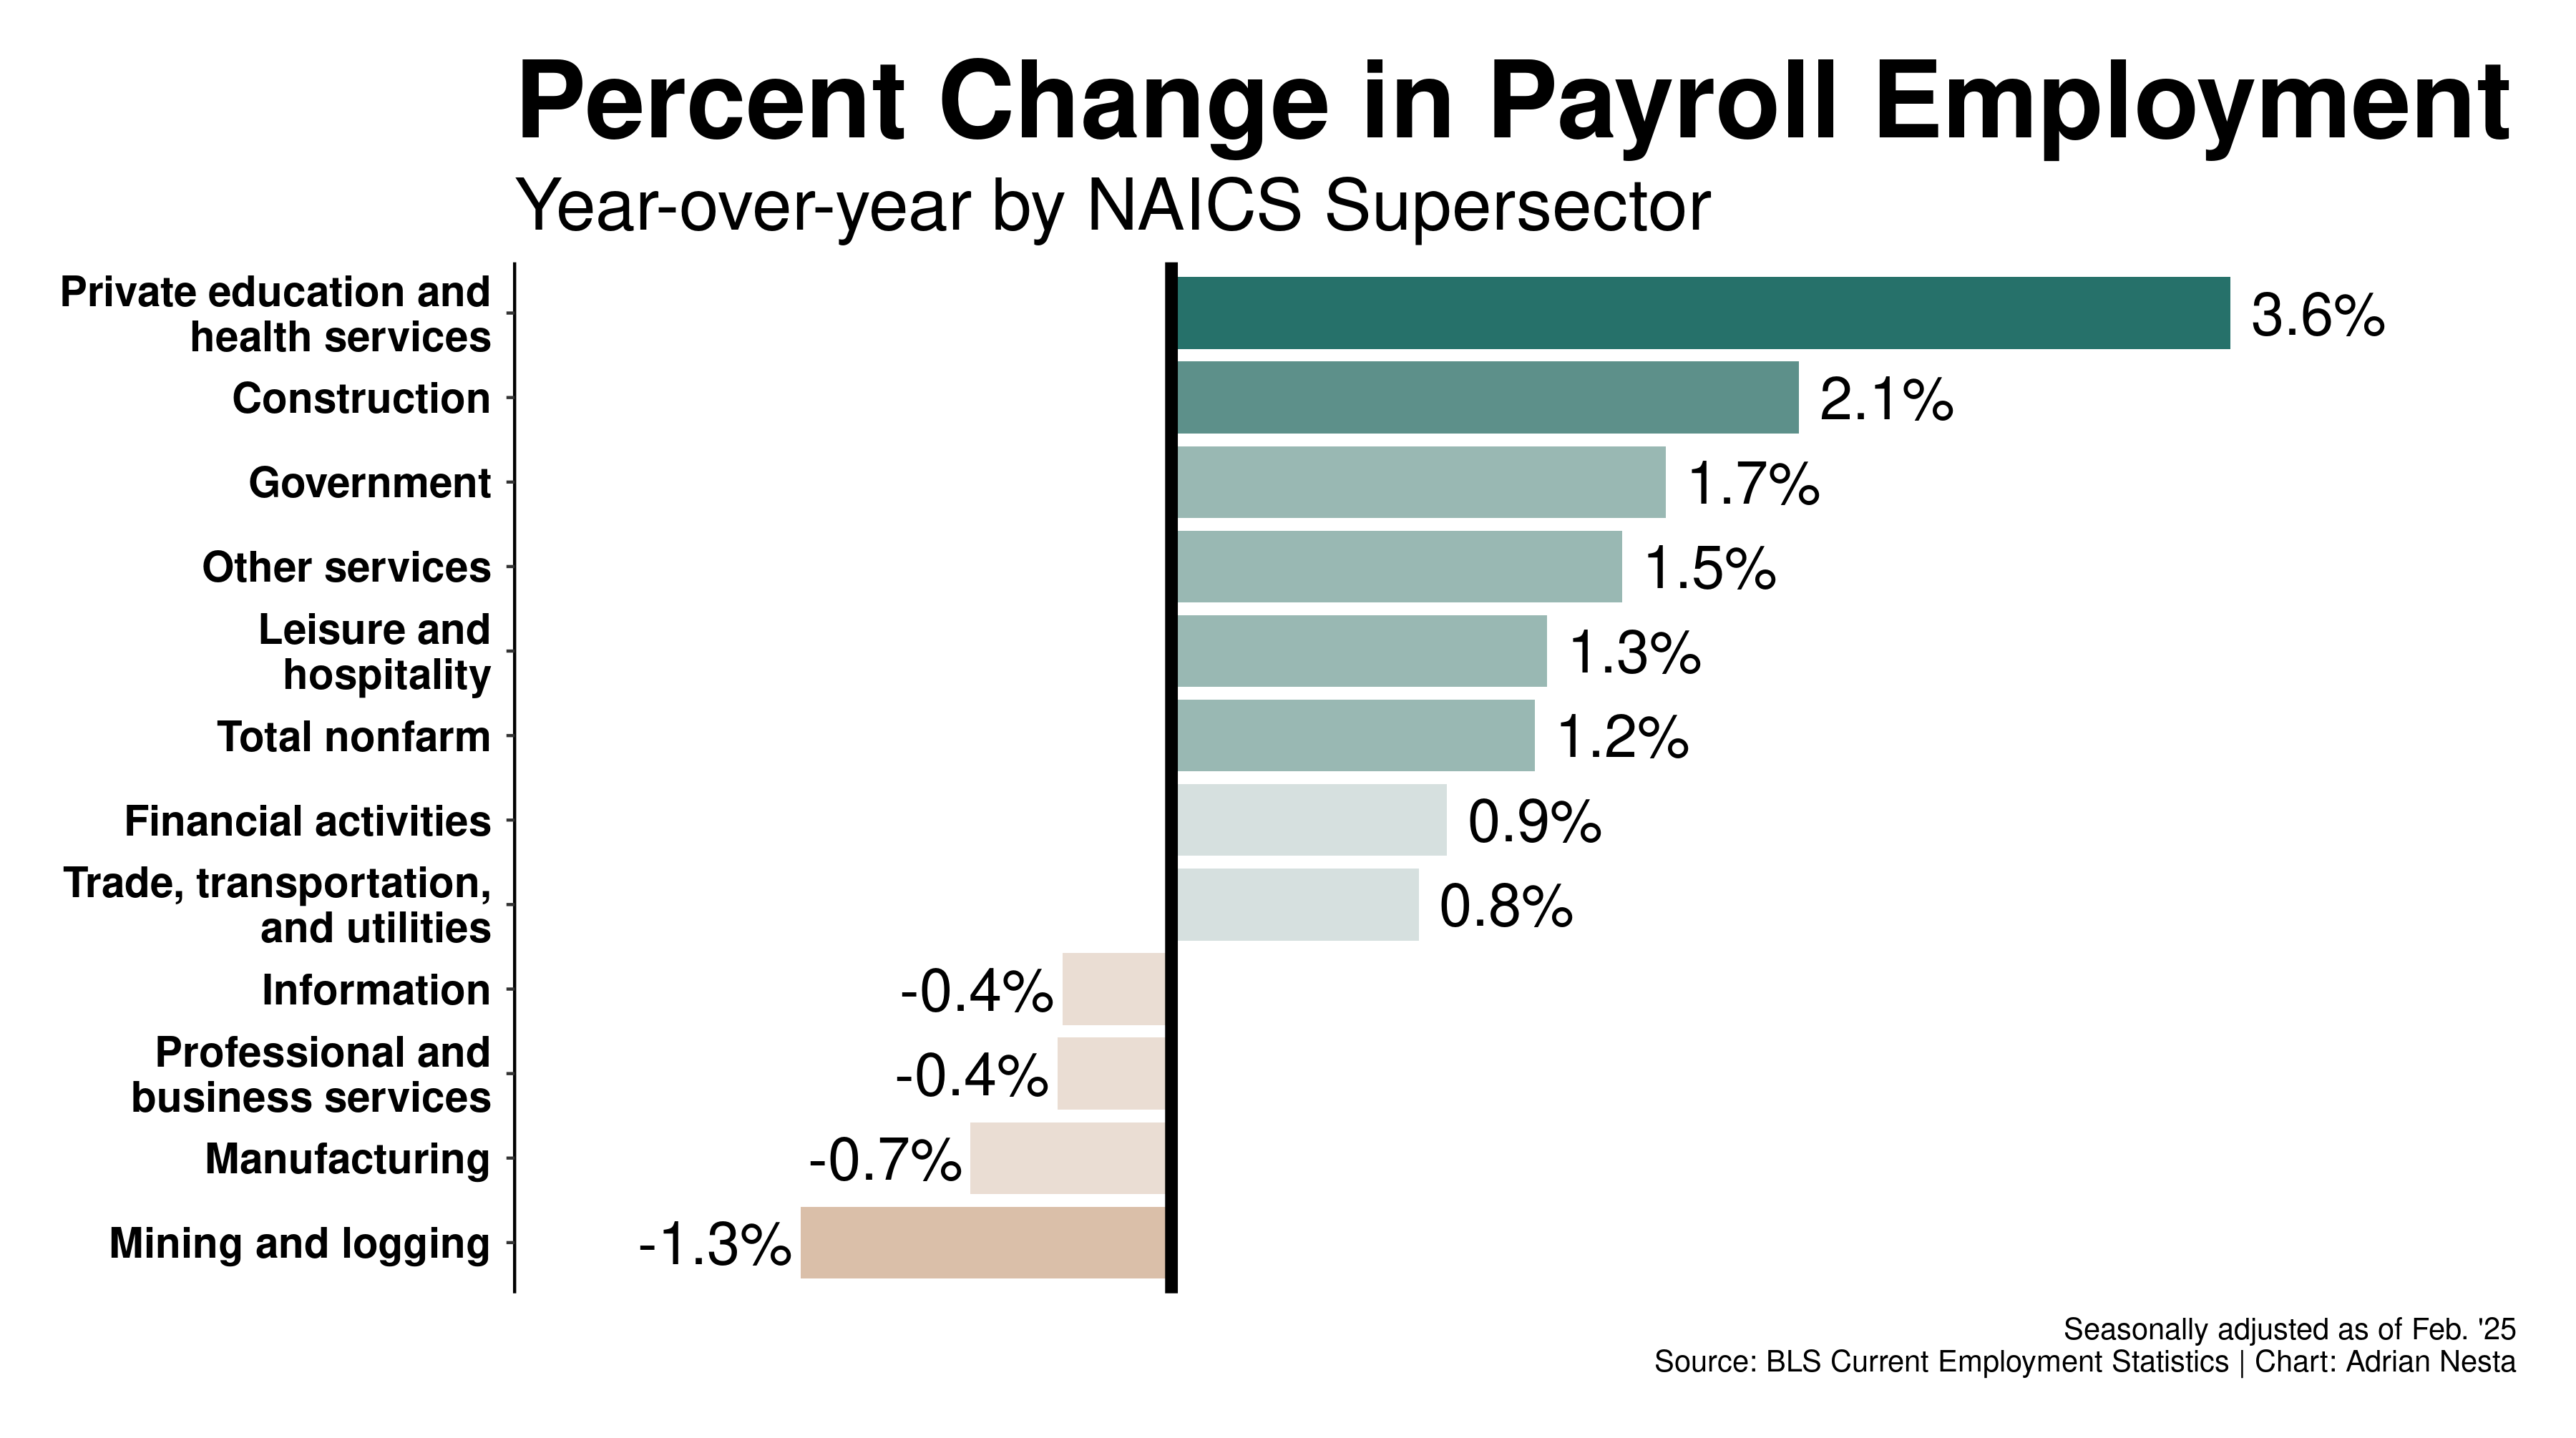 Percent Change in Payroll Employment
Year-over-year by NAICS Supersector
Private education and
health services
3.6%
Construction
2.1%
Government
1.7%
Other services
1.5%
Leisure and
hospitality
1.3%
Total nonfarm
1.2%
Financial activities
0.9%
Trade, transportation,
and utilities
0.8%
Information
-0.4%
Professional and
business services
-0.4%
Manufacturing
-0.7%
Mining and logging
-1.3%
Seasonally adjusted as of Feb. '25
Source: BLS Current Employment Statistics | Chart: Adrian Nesta